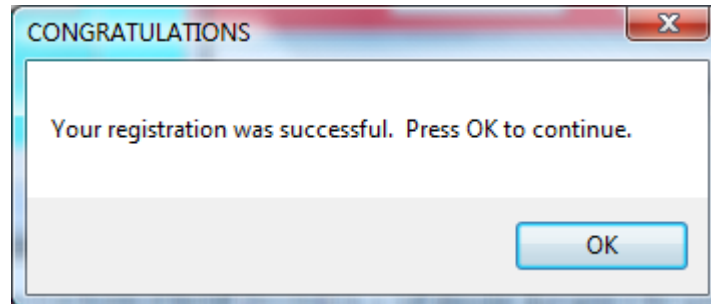 CONGRATULATIONS
Your registration was successful.  Press OK to continue.
OK